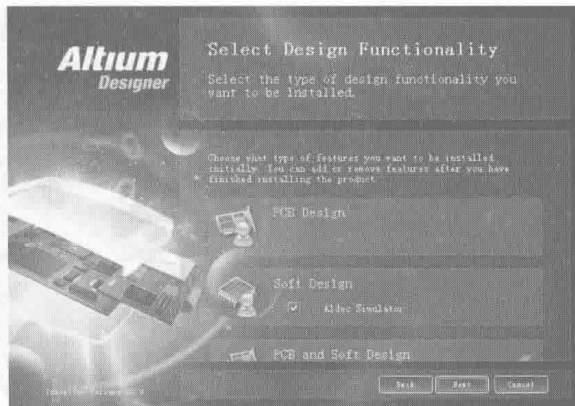 Altium
Designer
Select Design Functionality
Select the type of design functionality you
want to be installed.
Choose what type of features you want to be installed
initially. You can add or remove features after you have
finished installing the product
PCB Design
Soft Design
Aldec Simulator
PCB and Soft Design
Back
Next
Cancel